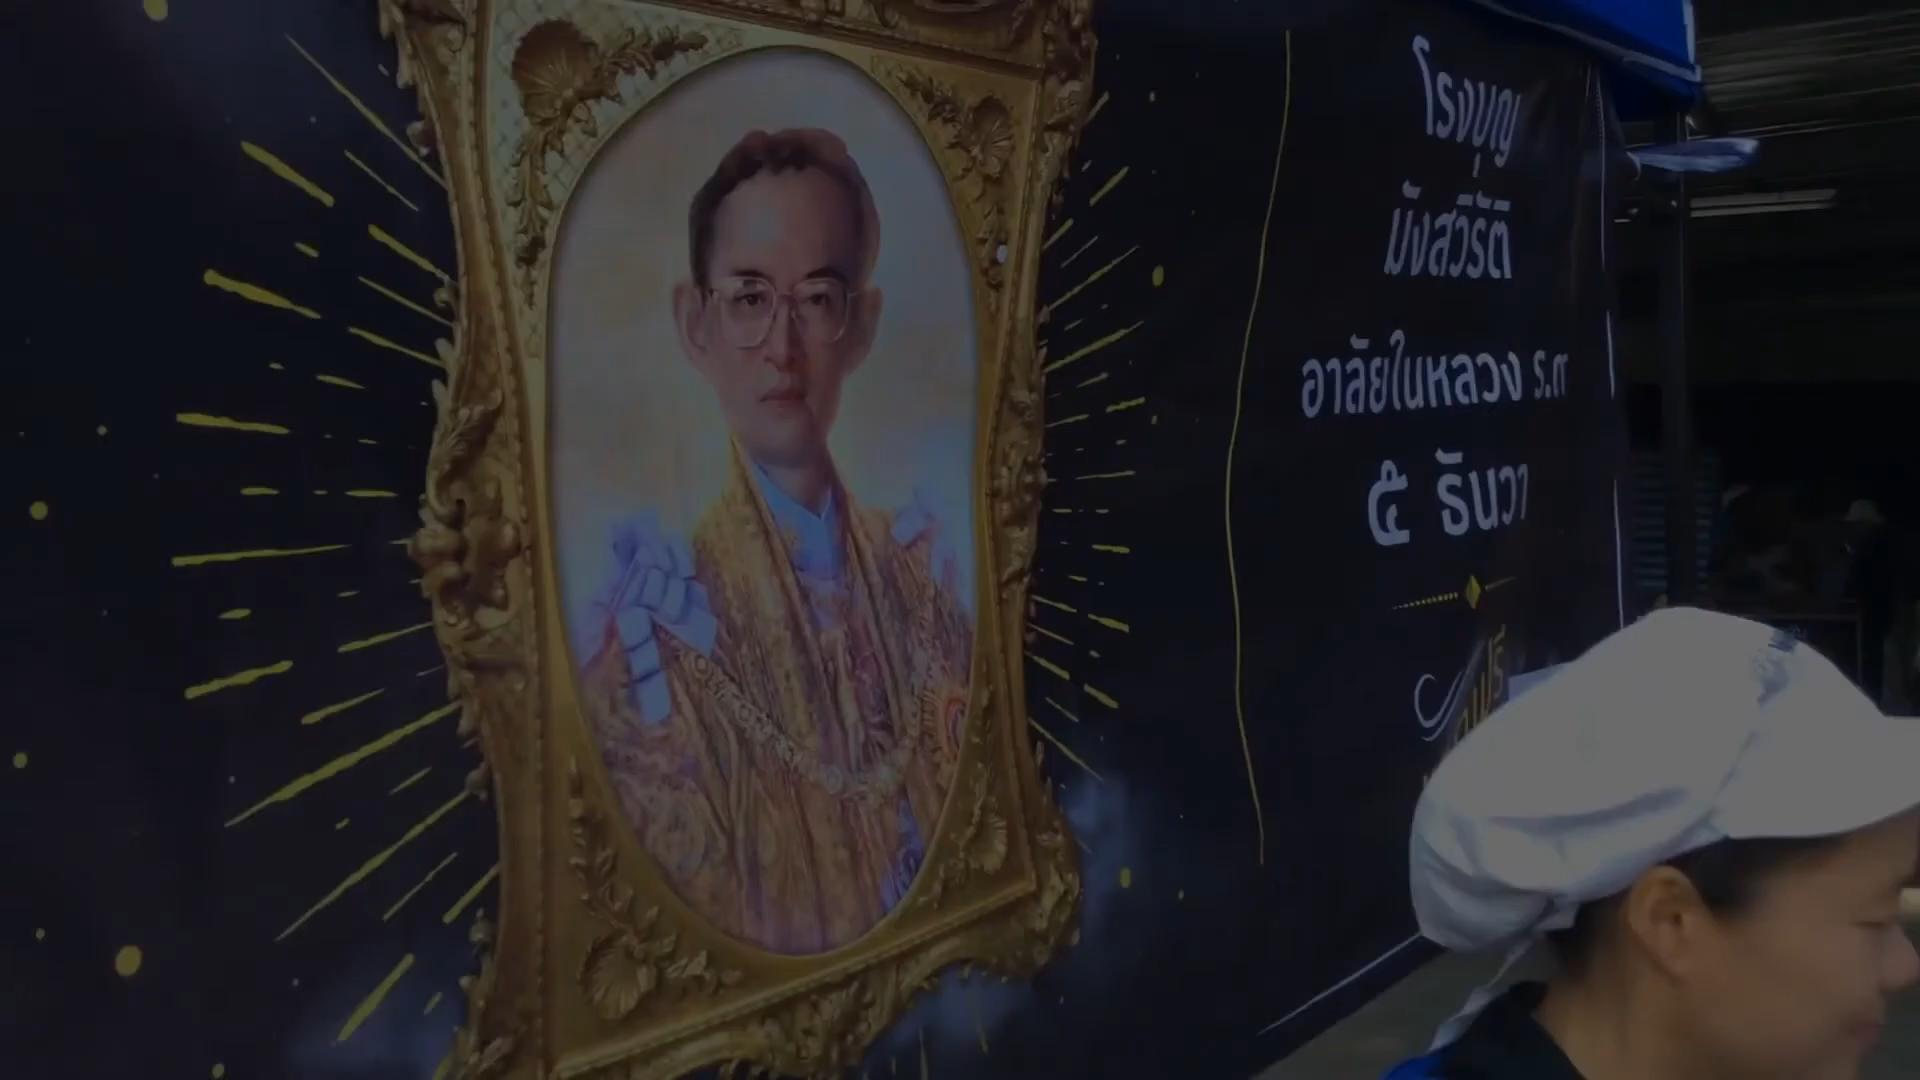 โรงบุญ
มังสวิรัติ
อาลัยในหลวง ร.๙
๕ ธันวา